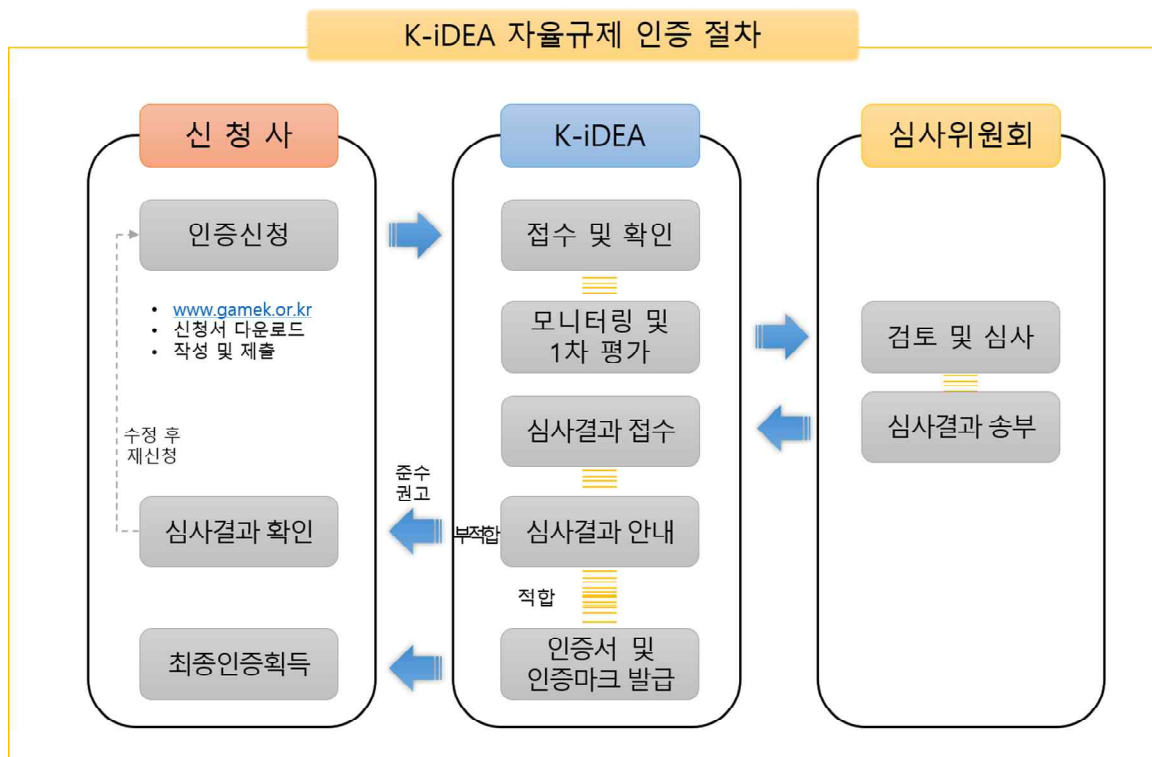 K-iDEA 자율규제 인증 절차
신 청 사
K-iDEA
심사위원회
인증신청
접수 및 확인
• www.gamek.or.kr
• 신청서 다운로드
• 작성 및 제출
모니터링 및
1차 평가
검토 및 심사
심사결과 접수
심사결과 송부
수정 후
재신청
준수
권고
심사결과 확인
부적합
심사결과 안내
적합
최종인증획득
인증서 및
인증마크 발급